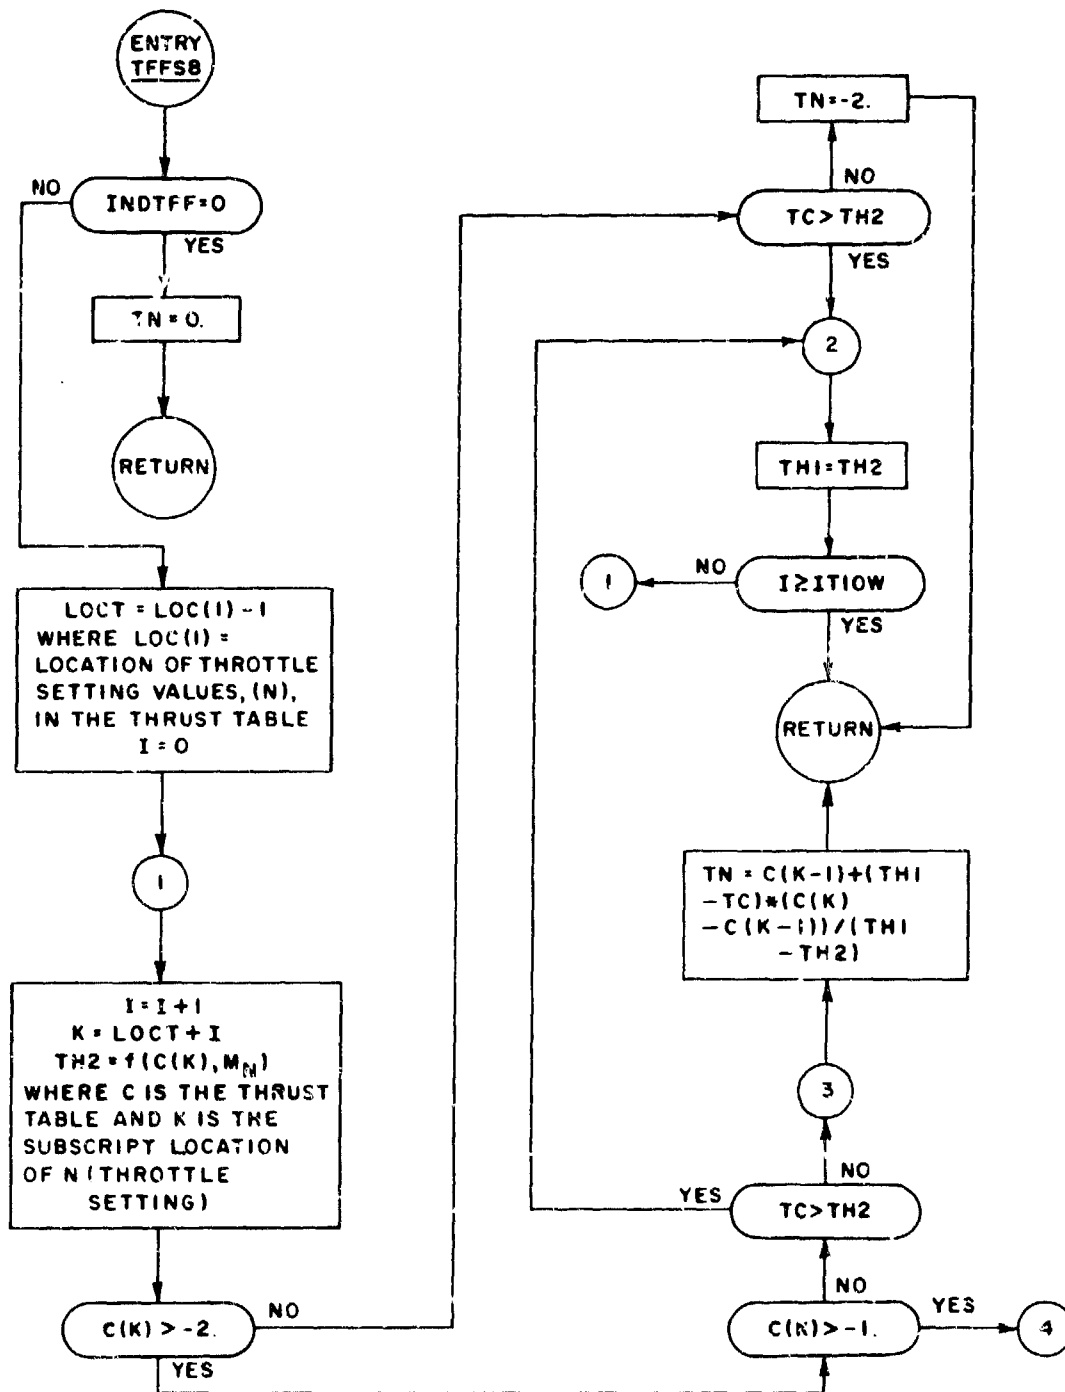 ENTRY
TFFS8
INDTFF=0
NO
YES
TN=0.
RETURN
LOCT = LOC(1)-1
WHERE LOC(1) =
LOCATION OF THROTTLE
SETTING VALUES, (N),
IN THE THRUST TABLE
I = 0
1
I = I+1
K = LOCT + I
TH2 = f(C(K), MN)
WHERE C IS THE THRUST
TABLE AND K IS THE
SUBSCRIPT LOCATION
OF N (THROTTLE
SETTING)
C(K) > -2.
NO
YES
TN=-2.
NO
TC > TH2
YES
2
TH1=TH2
1
NO
I≥IT10W
YES
RETURN
TN = C(K-1)+(TH1
-TC)*(C(K)
-C(K-1))/(TH1
-TH2)
3
NO
YES
TC>TH2
NO
C(K) > -1.
YES
4